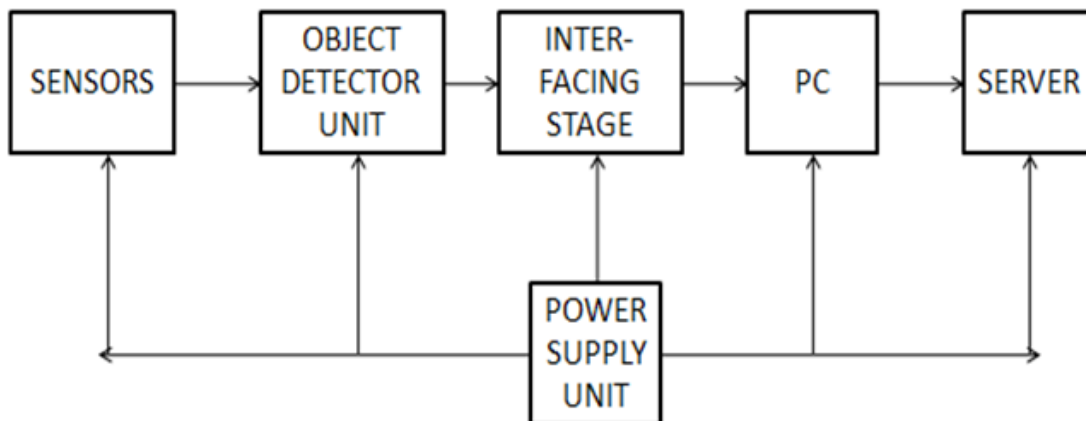 SENSORS
OBJECT
DETECTOR
UNIT
INTER-
FACING
STAGE
PC
SERVER
POWER
SUPPLY
UNIT